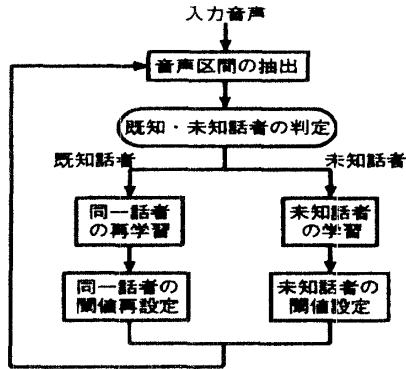 入力音声
音声区間の抽出
既知・未知話者の判定
既知話者
未知話者
同一話者
の再学習
未知話者
の学習
同一話者の
閾値再設定
未知話者の
閾値設定